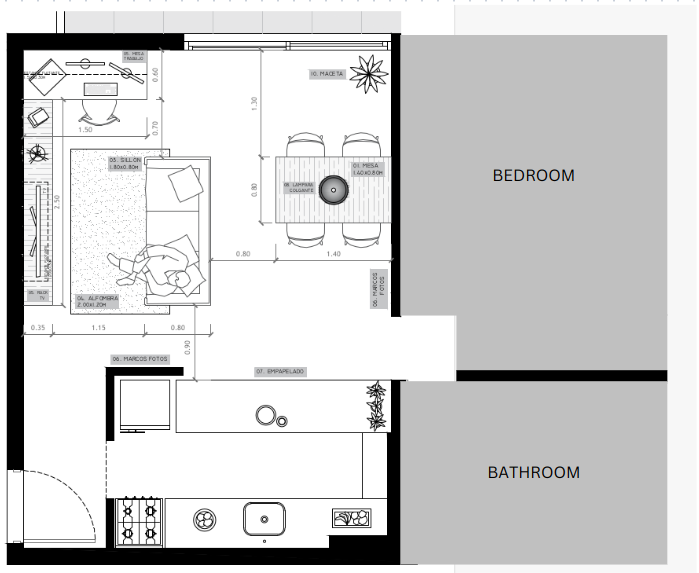 05. MESA
TRABAJO
0.60
10. MACETA
1.30
1.50
0.70
03. SILLÓN
1.80X0.80M
01. MESA
1.40X0.80M
BEDROOM
09. LAMPARA
COLGANTE
0.80
2.50
0.80
1.40
08. MARCOS
FOTOS
04. ALFOMBRA
2.00X1.20M
TV
0.35
1.15
0.80
0.90
06. MARCOS FOTOS
07. EMPAPELADO
BATHROOM